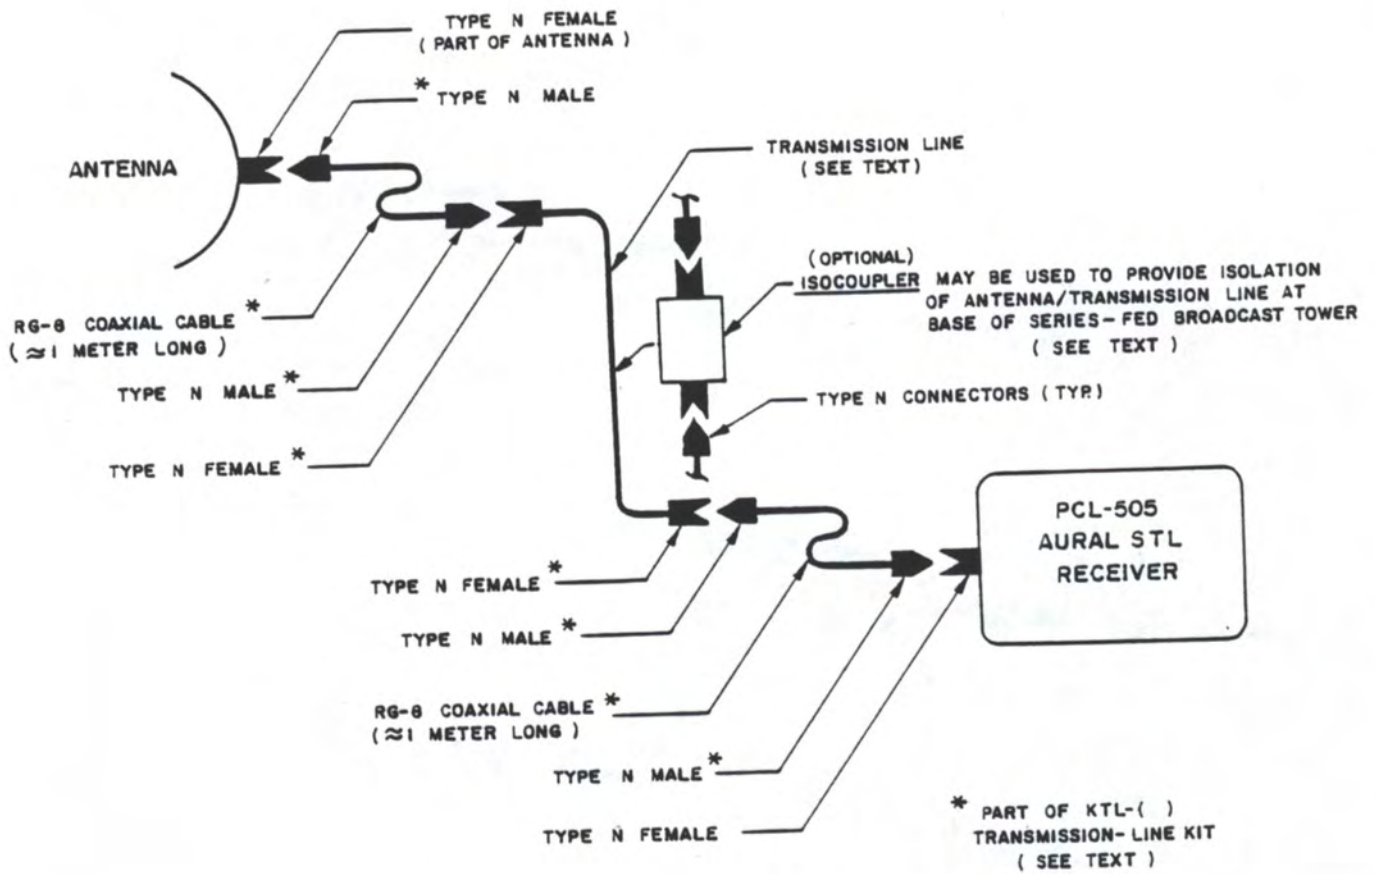 TYPE N FEMALE
( PART OF ANTENNA )
* TYPE N MALE
ANTENNA
TRANSMISSION LINE
( SEE TEXT )
RG-8 COAXIAL CABLE *
( ≈ 1 METER LONG )
TYPE N MALE *
TYPE N FEMALE *
( OPTIONAL )
ISOCOUPLER MAY BE USED TO PROVIDE ISOLATION
OF ANTENNA/TRANSMISSION LINE AT
BASE OF SERIES-FED BROADCAST TOWER
( SEE TEXT )
TYPE N CONNECTORS ( TYP. )
PCL-505
AURAL STL
RECEIVER
TYPE N FEMALE *
TYPE N MALE *
RG-8 COAXIAL CABLE *
( ≈ 1 METER LONG )
TYPE N MALE *
TYPE N FEMALE
* PART OF KTL-( )
TRANSMISSION-LINE KIT
( SEE TEXT )